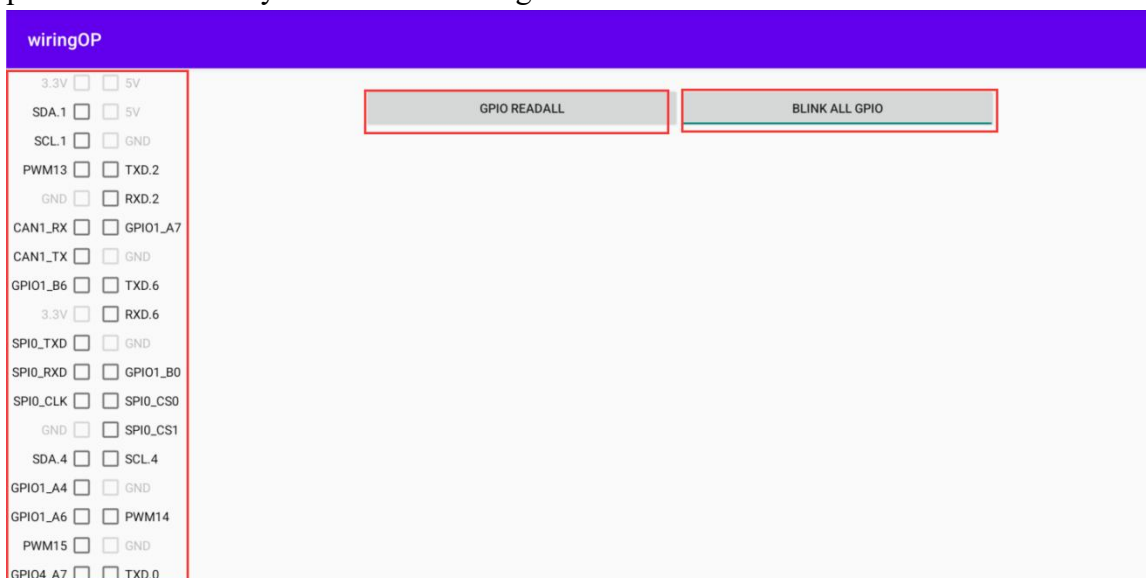 wiringOP
3.3V 5V
SDA.1 5V
GPIO READALL BLINK ALL GPIO
SCL.1 GND
PWM13 TXD.2
GND RXD.2
CAN1_RX GPIO1_A7
CAN1_TX GND
GPIO1_B6 TXD.6
3.3V RXD.6
SPI0_TXD GND
SPI0_RXD GPIO1_B0
SPI0_CLK SPI0_CS0
GND SPI0_CS1
SDA.4 SCL.4
GPIO1_A4 GND
GPIO1_A6 PWM14
PWM15 GND
GPIO4_A7 TXD.0